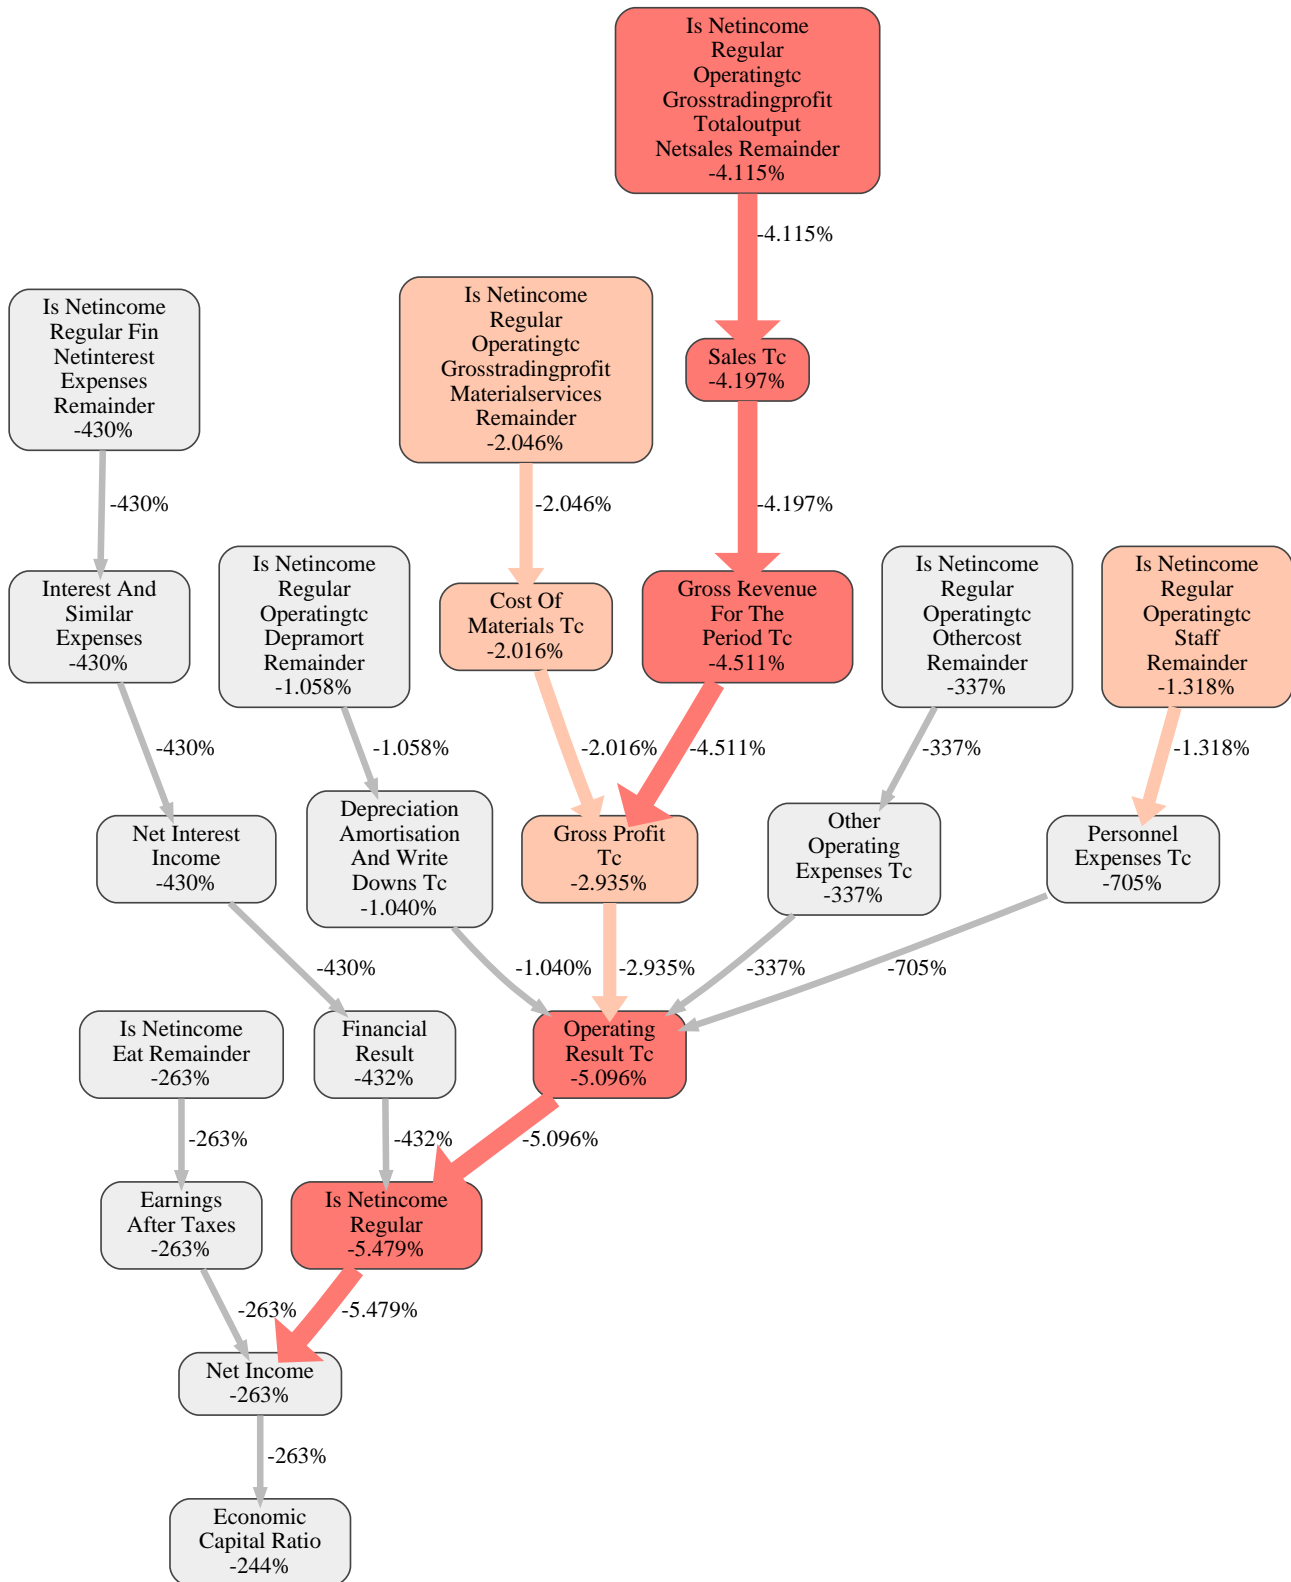 Is Netincome
Regular
Operatingtc
Grosstradingprofit
Totaloutput
Netsales Remainder
-4.115%
-4.115%
Is Netincome
Regular Fin
Netinterest
Expenses
Remainder
-430%
Is Netincome
Regular
Operatingtc
Grosstradingprofit
Materialservices
Remainder
-2.046%
Sales Tc
-4.197%
-430%
-2.046%
-4.197%
Interest And
Similar
Expenses
-430%
Is Netincome
Regular
Operatingtc
Depramort
Remainder
-1.058%
Cost Of
Materials Tc
-2.016%
Gross Revenue
For The
Period Tc
-4.511%
Is Netincome
Regular
Operatingtc
Othercost
Remainder
-337%
Is Netincome
Regular
Operatingtc
Staff
Remainder
-1.318%
-430%
-1.058%
-2.016%
-4.511%
-337%
-1.318%
Net Interest
Income
-430%
Depreciation
Amortisation
And Write
Downs Tc
-1.040%
Gross Profit
Tc
-2.935%
Other
Operating
Expenses Tc
-337%
Personnel
Expenses Tc
-705%
-430%
-1.040%
-2.935%
-337%
-705%
Is Netincome
Eat Remainder
-263%
Financial
Result
-432%
Operating
Result Tc
-5.096%
-263%
-432%
-5.096%
Earnings
After Taxes
-263%
Is Netincome
Regular
-5.479%
-263%
-5.479%
Net Income
-263%
-263%
Economic
Capital Ratio
-244%